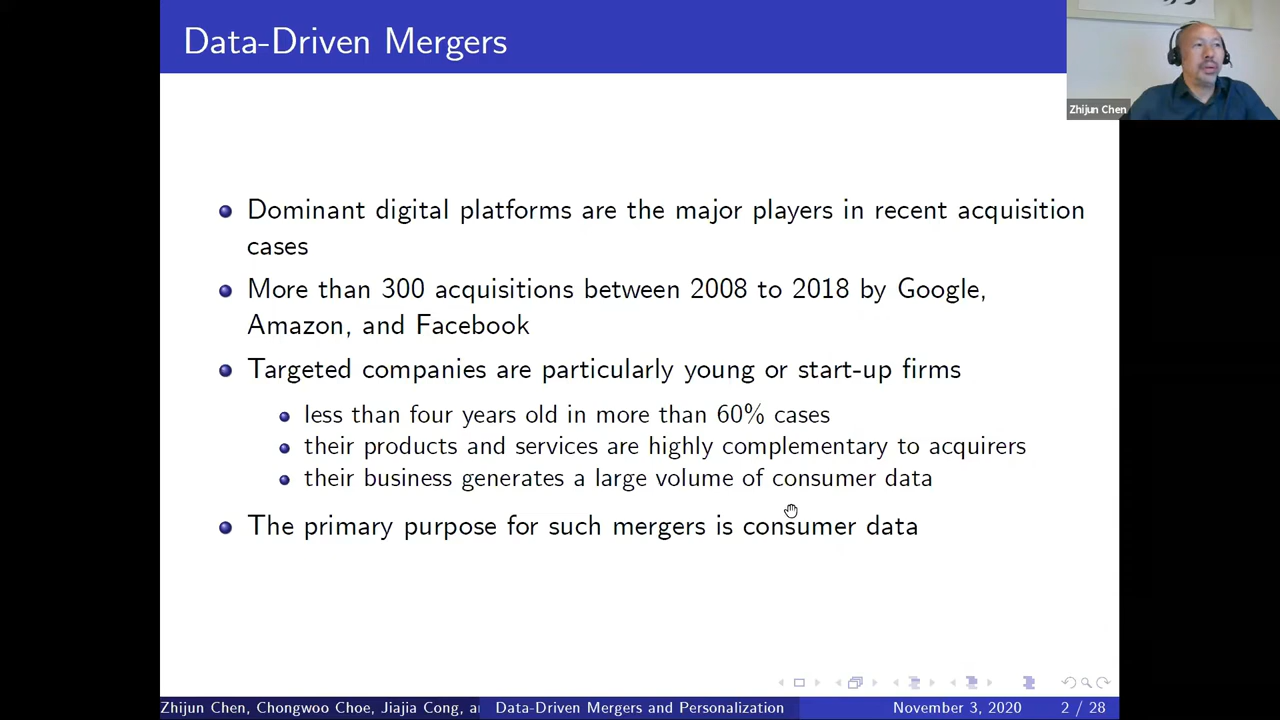 Data-Driven Mergers
Zhijun Chen
Dominant digital platforms are the major players in recent acquisition
cases
More than 300 acquisitions between 2008 to 2018 by Google,
Amazon, and Facebook
Targeted companies are particularly young or start-up firms
less than four years old in more than 60% cases
their products and services are highly complementary to acquirers
their business generates a large volume of consumer data
The primary purpose for such mergers is consumer data
Zhijun Chen, Chongwoo Choe, Jiajia Cong, Data-Driven Mergers and Personalization November 3, 2020 2 / 28